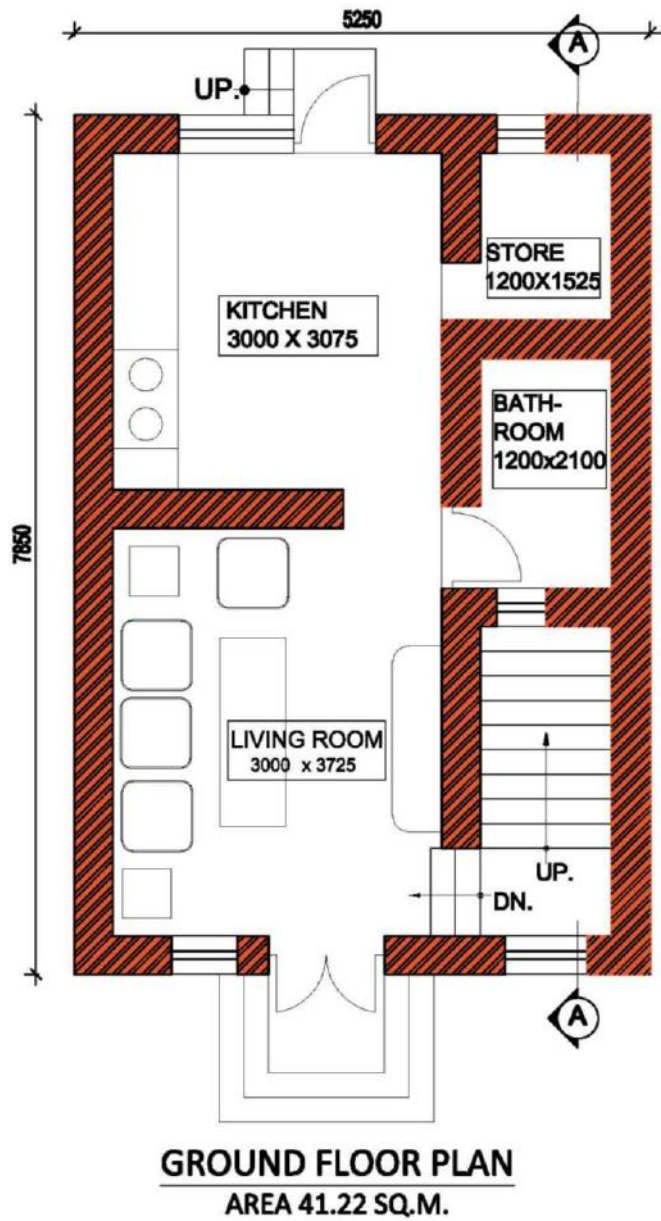 5250
A
UP.
STORE
1200X1525
KITCHEN
3000 X 3075
BATH-
ROOM
1200x2100
7850
LIVING ROOM
3000 x 3725
UP.
DN.
A
GROUND FLOOR PLAN
AREA 41.22 SQ.M.